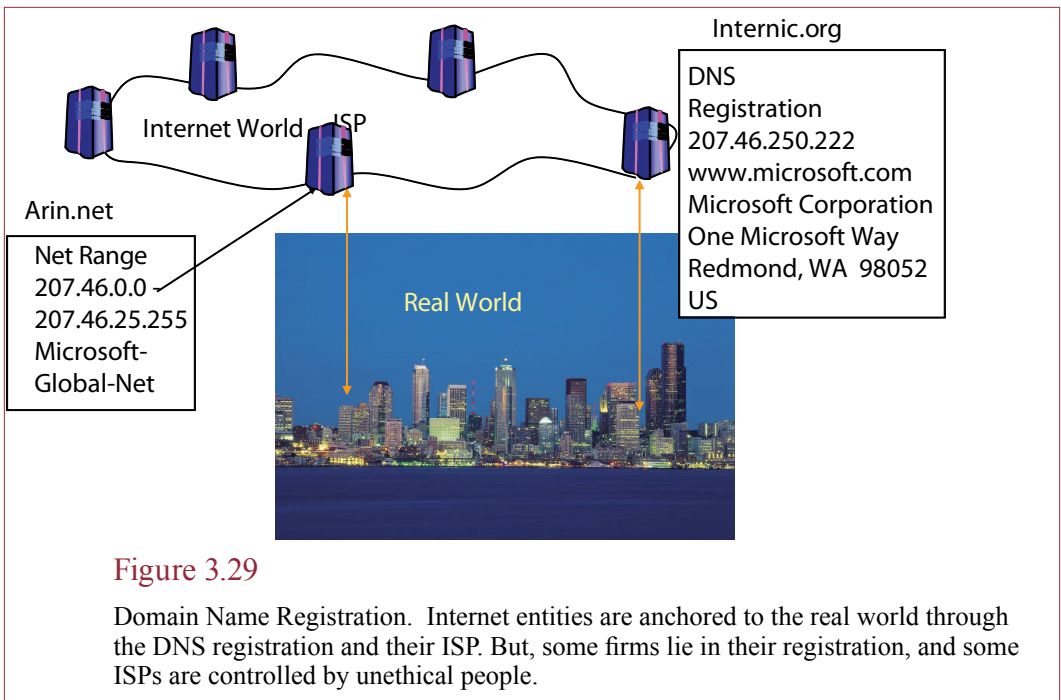 Internic.org
DNS
Registration
207.46.250.222
www.microsoft.com
Microsoft Corporation
One Microsoft Way
Redmond, WA 98052
US
Internet World
ISP
Arin.net
Net Range
207.46.0.0 -
207.46.25.255
Microsoft-
Global-Net
Real World
Figure 3.29
Domain Name Registration. Internet entities are anchored to the real world through
the DNS registration and their ISP. But, some firms lie in their registration, and some
ISPs are controlled by unethical people.